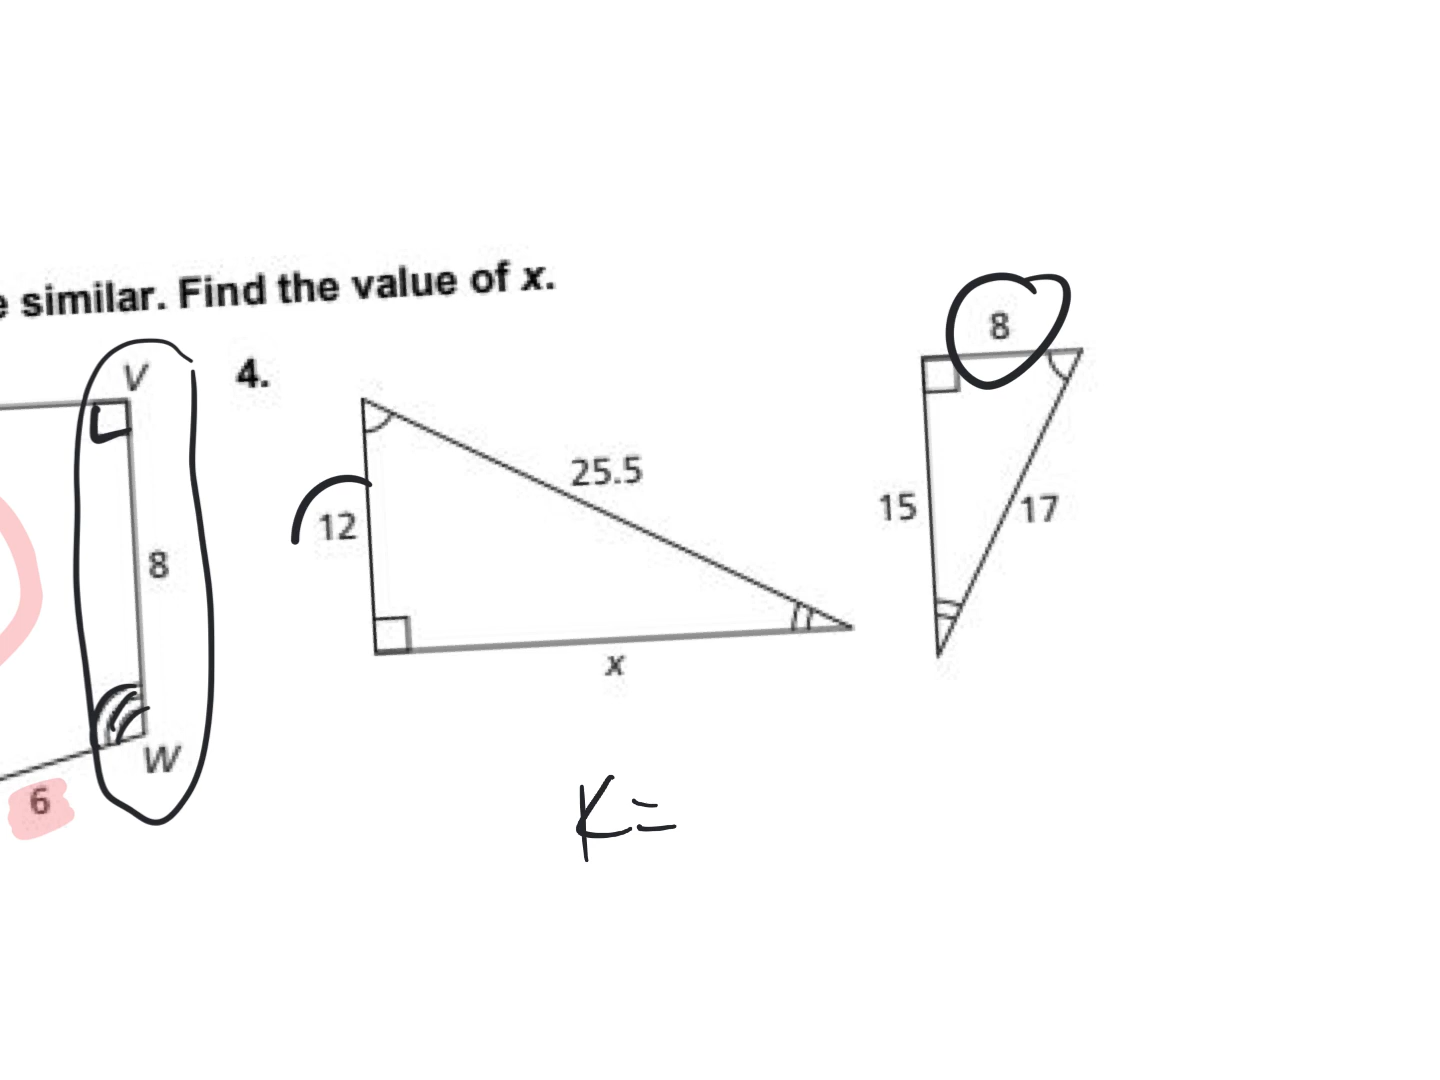 e similar. Find the value of x.
V
4.
8
25.5
12
15
17
8
x
W
6
K=